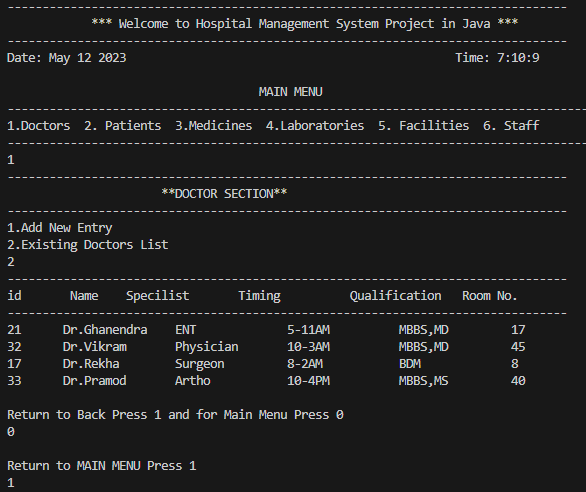 --------------------------------------------------------------------------------
*** Welcome to Hospital Management System Project in Java ***
--------------------------------------------------------------------------------
Date: May 12 2023 Time: 7:10:9
MAIN MENU
-----------------------------------------------------------------------------------
1.Doctors 2. Patients 3.Medicines 4.Laboratories 5. Facilities 6. Staff
-----------------------------------------------------------------------------------
1
--------------------------------------------------------------------------------
**DOCTOR SECTION**
--------------------------------------------------------------------------------
1.Add New Entry
2.Existing Doctors List
2
--------------------------------------------------------------------------------
id Name Specilist Timing Qualification Room No.
--------------------------------------------------------------------------------
21 Dr.Ghanendra ENT 5-11AM MBBS,MD 17
32 Dr.Vikram Physician 10-3AM MBBS,MD 45
17 Dr.Rekha Surgeon 8-2AM BDM 8
33 Dr.Pramod Artho 10-4PM MBBS,MS 40
Return to Back Press 1 and for Main Menu Press 0
0
Return to MAIN MENU Press 1
1